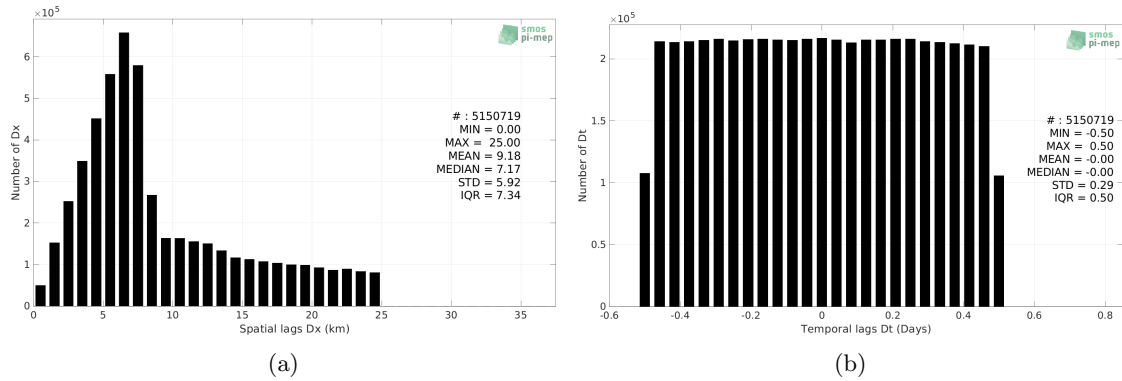 ×10⁵
smos
pi-mep
6
5
4
3
2
1
0
Number of Dx
# : 5150719
MIN = 0.00
MAX = 25.00
MEAN = 9.18
MEDIAN = 7.17
STD = 5.92
IQR = 7.34
0 5 10 15 20 25 30 35
Spatial lags Dx (km)
(a)
×10⁵
smos
pi-mep
2
1.5
1
0.5
0
Number of Dt
# : 5150719
MIN = -0.50
MAX = 0.50
MEAN = -0.00
MEDIAN = -0.00
STD = 0.29
IQR = 0.50
-0.6 -0.4 -0.2 0 0.2 0.4 0.6 0.8
Temporal lags Dt (Days)
(b)